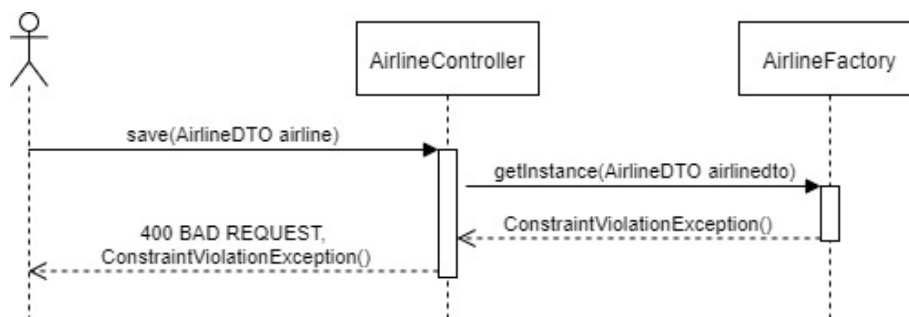 AirlineController
AirlineFactory
save(AirlineDTO airline)
getInstance(AirlineDTO airlinedto)
ConstraintViolationException()
400 BAD REQUEST,
ConstraintViolationException()